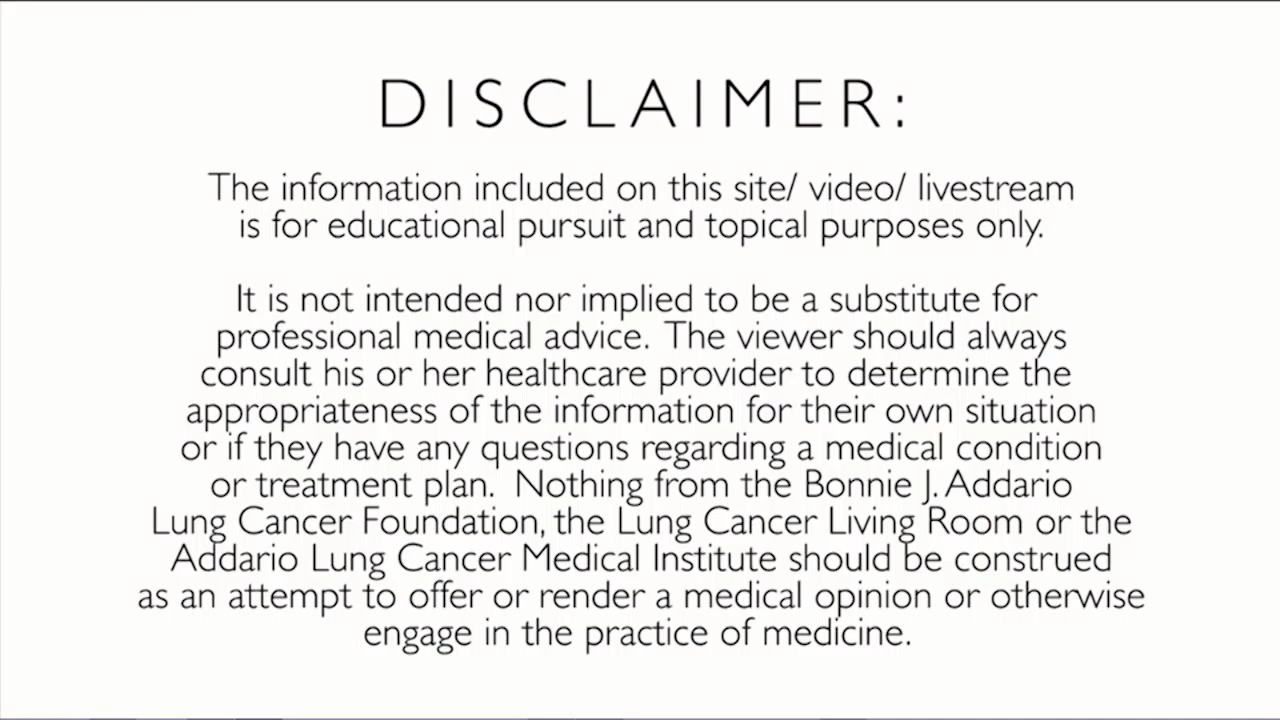 DISCLAIMER:
The information included on this site/ video/ livestream
is for educational pursuit and topical purposes only.
It is not intended nor implied to be a substitute for
professional medical advice. The viewer should always
consult his or her healthcare provider to determine the
appropriateness of the information for their own situation
or if they have any questions regarding a medical condition
or treatment plan. Nothing from the Bonnie J. Addario
Lung Cancer Foundation, the Lung Cancer Living Room or the
Addario Lung Cancer Medical Institute should be construed
as an attempt to offer or render a medical opinion or otherwise
engage in the practice of medicine.